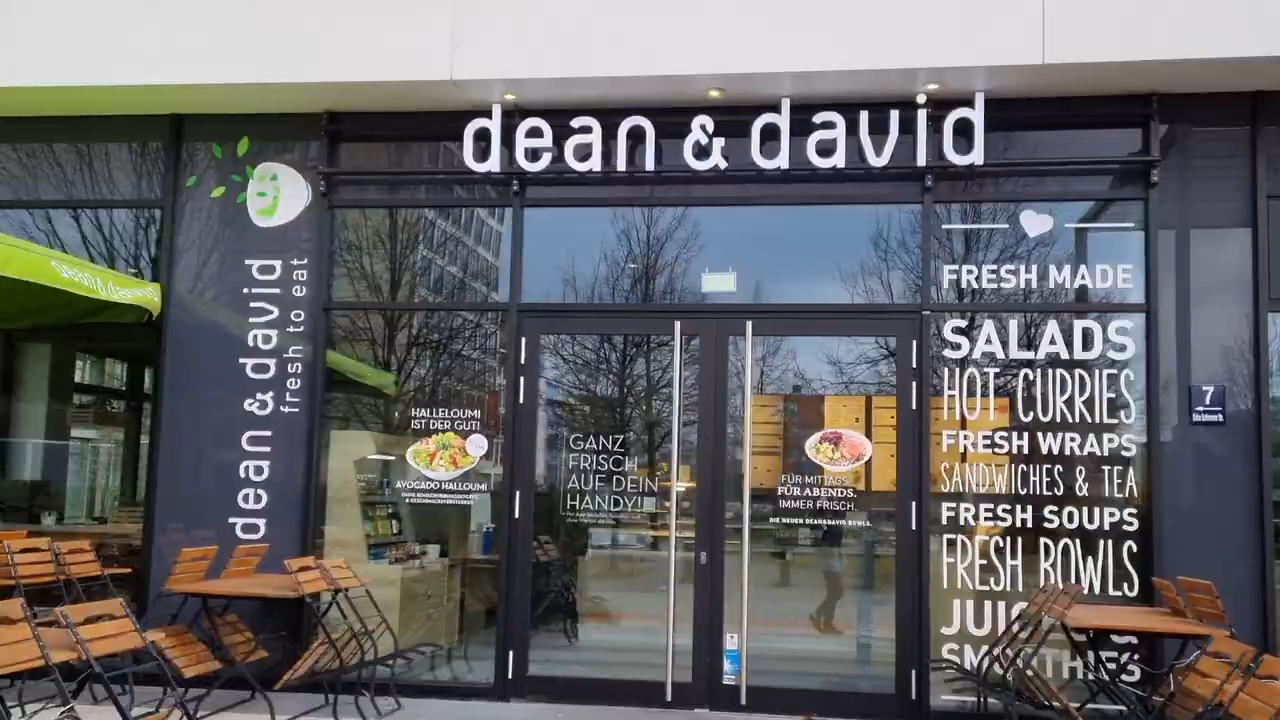 dean & david
dean & david
fresh to eat
HALLELOUMI
IST DER GUT!
AVOCADO HALLOUMI
GANZ
FRISCH
AUF DEIN
HANDY!
FÜR MITTAGS.
FÜR ABENDS.
IMMER FRISCH.
DIE NEUEN DEAN&DAVID BOWLS.
FRESH MADE
SALADS
HOT CURRIES
FRESH WRAPS
SANDWICHES & TEA
FRESH SOUPS
FRESH BOWLS
JUICES &
SMOOTHIES
7